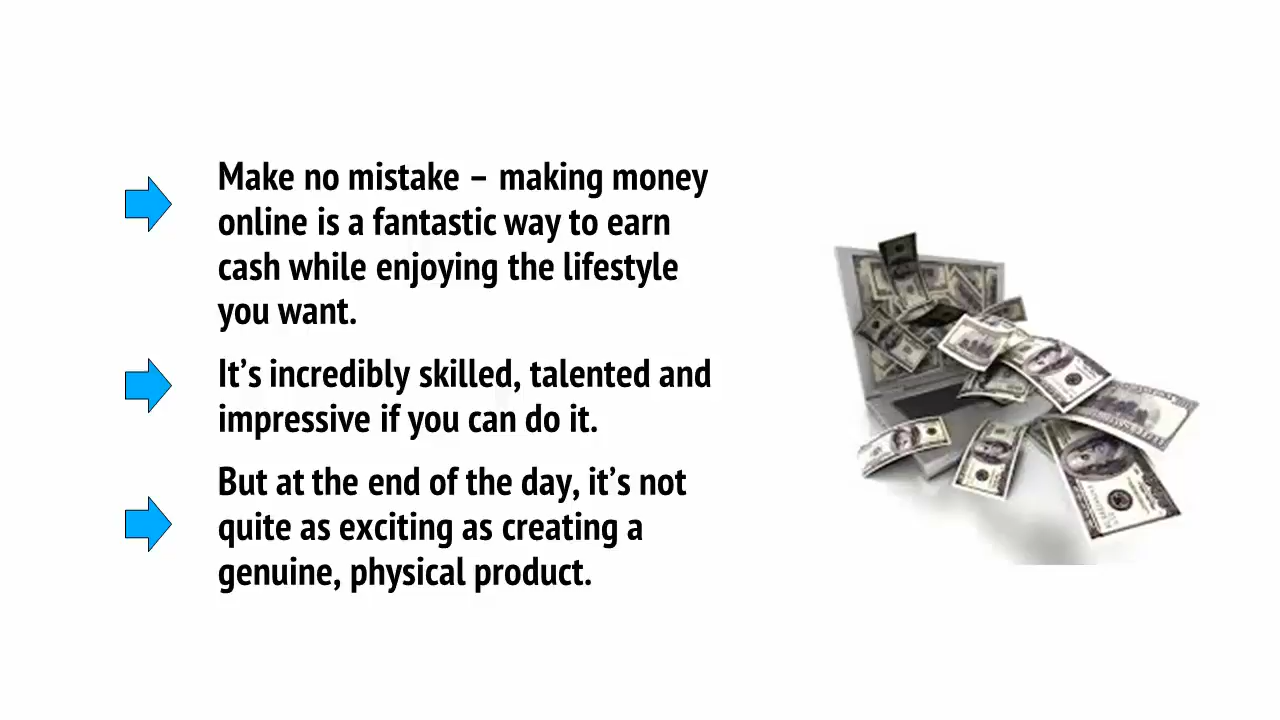 Make no mistake – making money
online is a fantastic way to earn
cash while enjoying the lifestyle
you want.
It’s incredibly skilled, talented and
impressive if you can do it.
But at the end of the day, it’s not
quite as exciting as creating a
genuine, physical product.